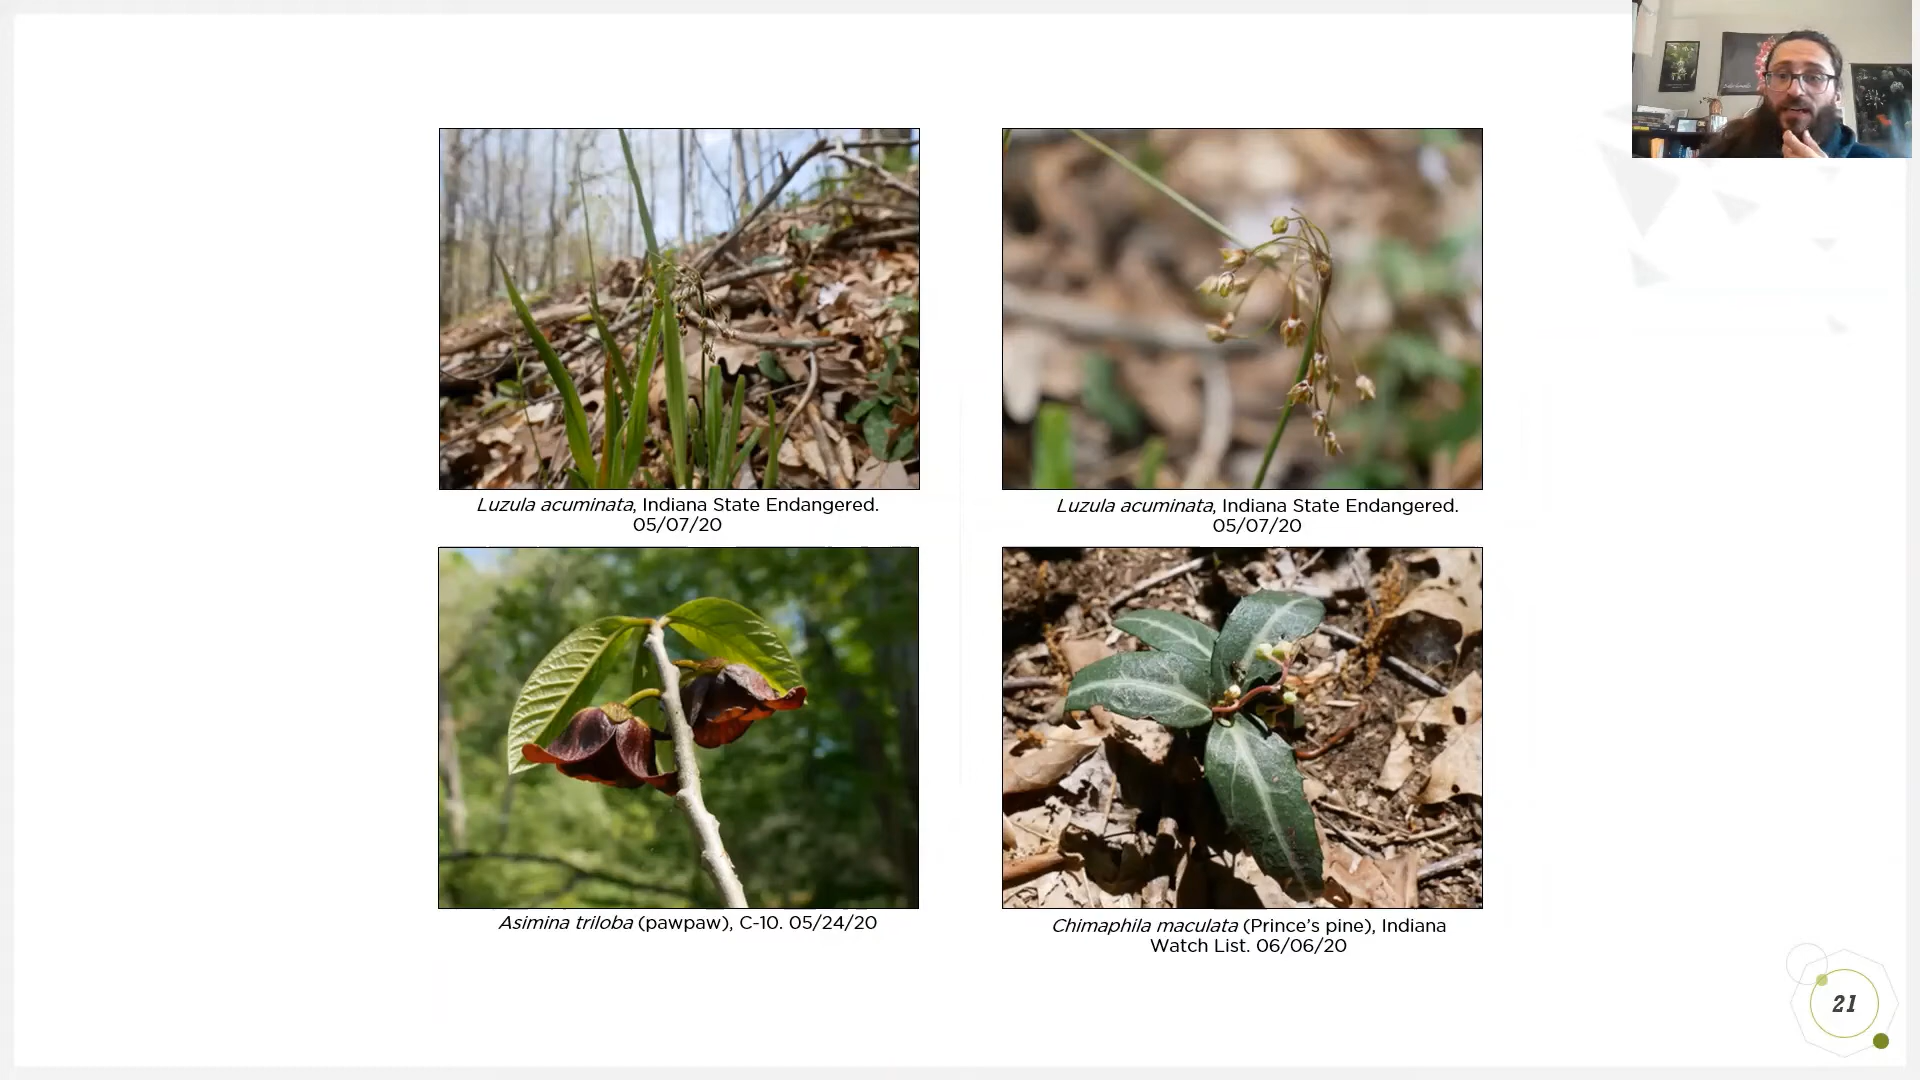 Luzula acuminata, Indiana State Endangered.
05/07/20
Luzula acuminata, Indiana State Endangered.
05/07/20
Asimina triloba (pawpaw), C-10. 05/24/20
Chimaphila maculata (Prince’s pine), Indiana
Watch List. 06/06/20
21